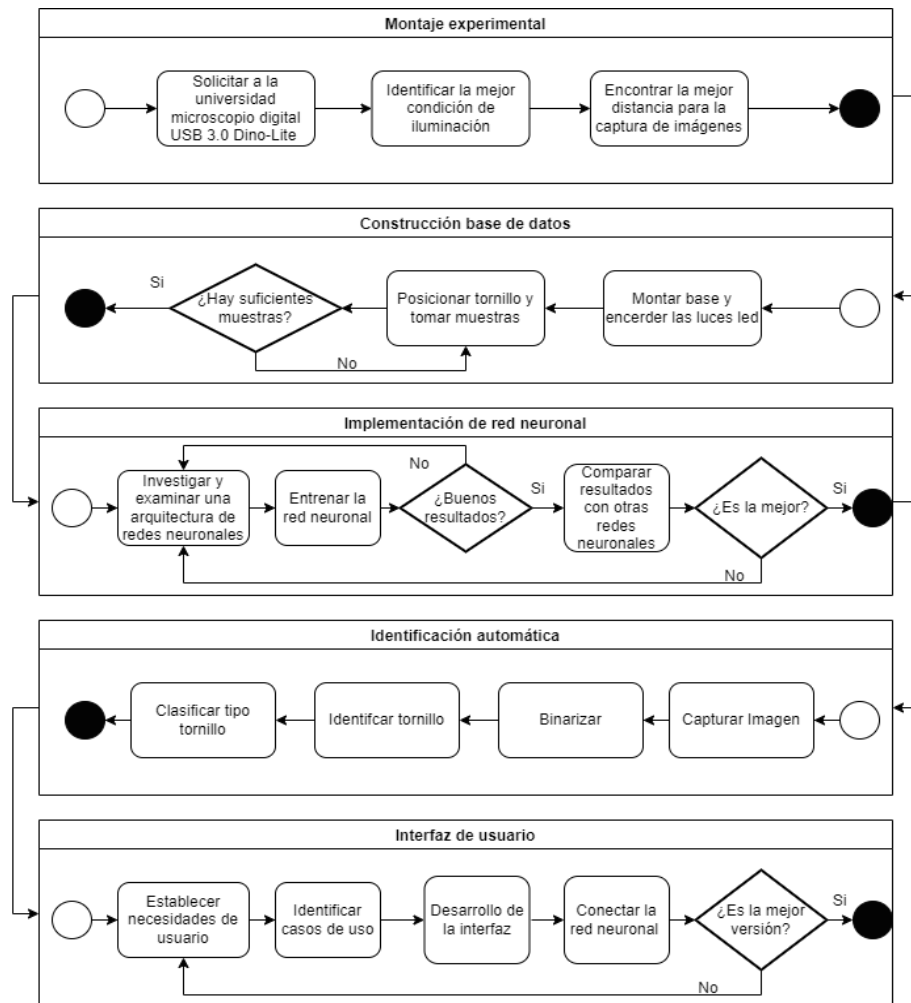 Montaje experimental
Solicitar a la
universidad
microscopio digital
USB 3.0 Dino-Lite
Identificar la mejor
condición de
iluminación
Encontrar la mejor
distancia para la
captura de imágenes
Construcción base de datos
Si
¿Hay suficientes
muestras?
No
Posicionar tornillo y
tomar muestras
Montar base y
encerder las luces led
Implementación de red neuronal
Investigar y
examinar una
arquitectura de
redes neuronales
Entrenar la
red neuronal
No
¿Buenos
resultados?
Si
Comparar
resultados
con otras
redes
neuronales
¿Es la mejor?
Si
No
Identificación automática
Clasificar tipo
tornillo
Identifcar tornillo
Binarizar
Capturar Imagen
Interfaz de usuario
Establecer
necesidades de
usuario
Identificar
casos de uso
Desarrollo de
la interfaz
Conectar la
red neuronal
¿Es la mejor
versión?
Si
No